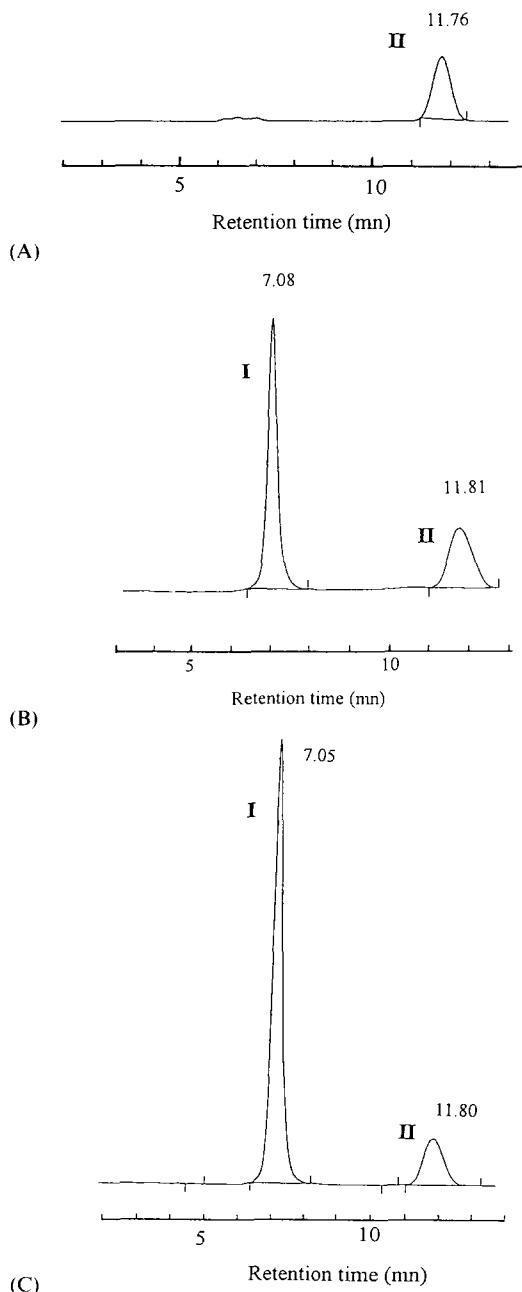 11.76
II
5 10
Retention time (mn)
(A)
7.08
I
11.81
II
5 10
Retention time (mn)
(B)
7.05
I
11.80
II
5 10
Retention time (mn)
(C)